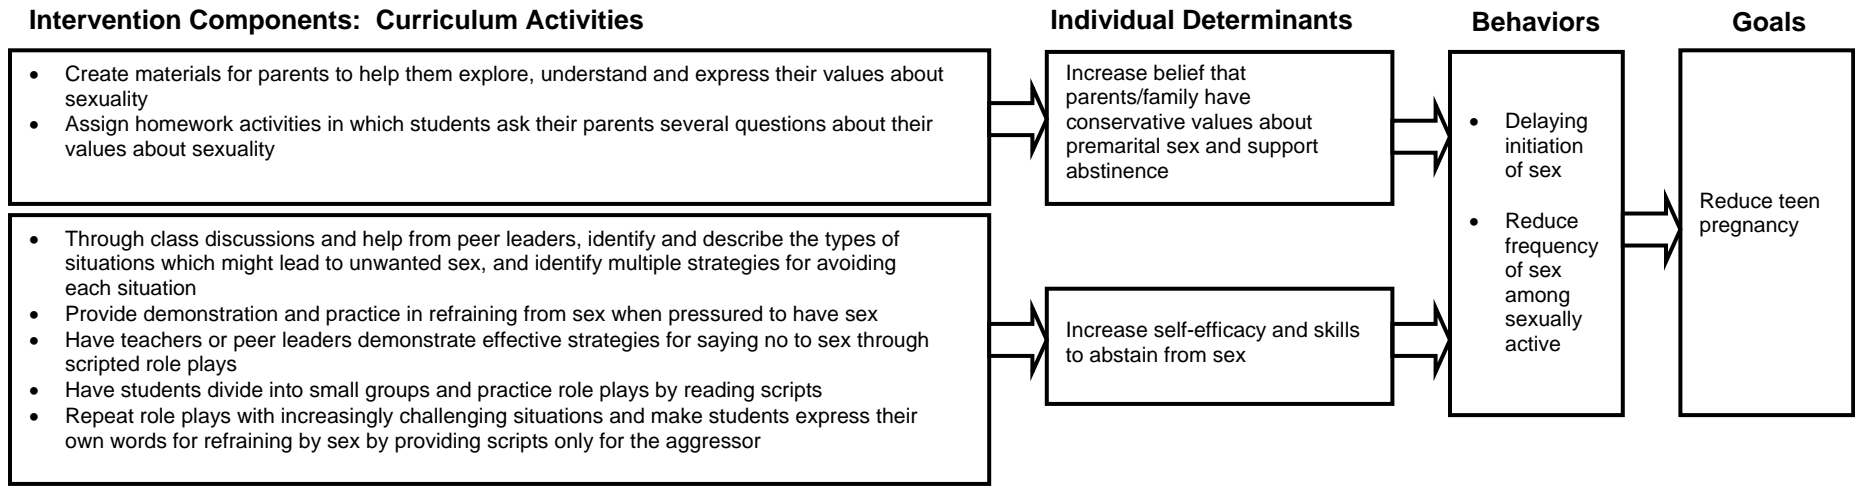 Intervention Components:  Curriculum Activities
• Create materials for parents to help them explore, understand and express their values about
sexuality
• Assign homework activities in which students ask their parents several questions about their
values about sexuality
• Through class discussions and help from peer leaders, identify and describe the types of
situations which might lead to unwanted sex, and identify multiple strategies for avoiding
each situation
• Provide demonstration and practice in refraining from sex when pressured to have sex
• Have teachers or peer leaders demonstrate effective strategies for saying no to sex through
scripted role plays
• Have students divide into small groups and practice role plays by reading scripts
• Repeat role plays with increasingly challenging situations and make students express their
own words for refraining by sex by providing scripts only for the aggressor
Individual Determinants
Increase belief that
parents/family have
conservative values about
premarital sex and support
abstinence
Increase self-efficacy and skills
to abstain from sex
Behaviors
• Delaying
initiation
of sex
• Reduce
frequency
of sex
among
sexually
active
Goals
Reduce teen
pregnancy